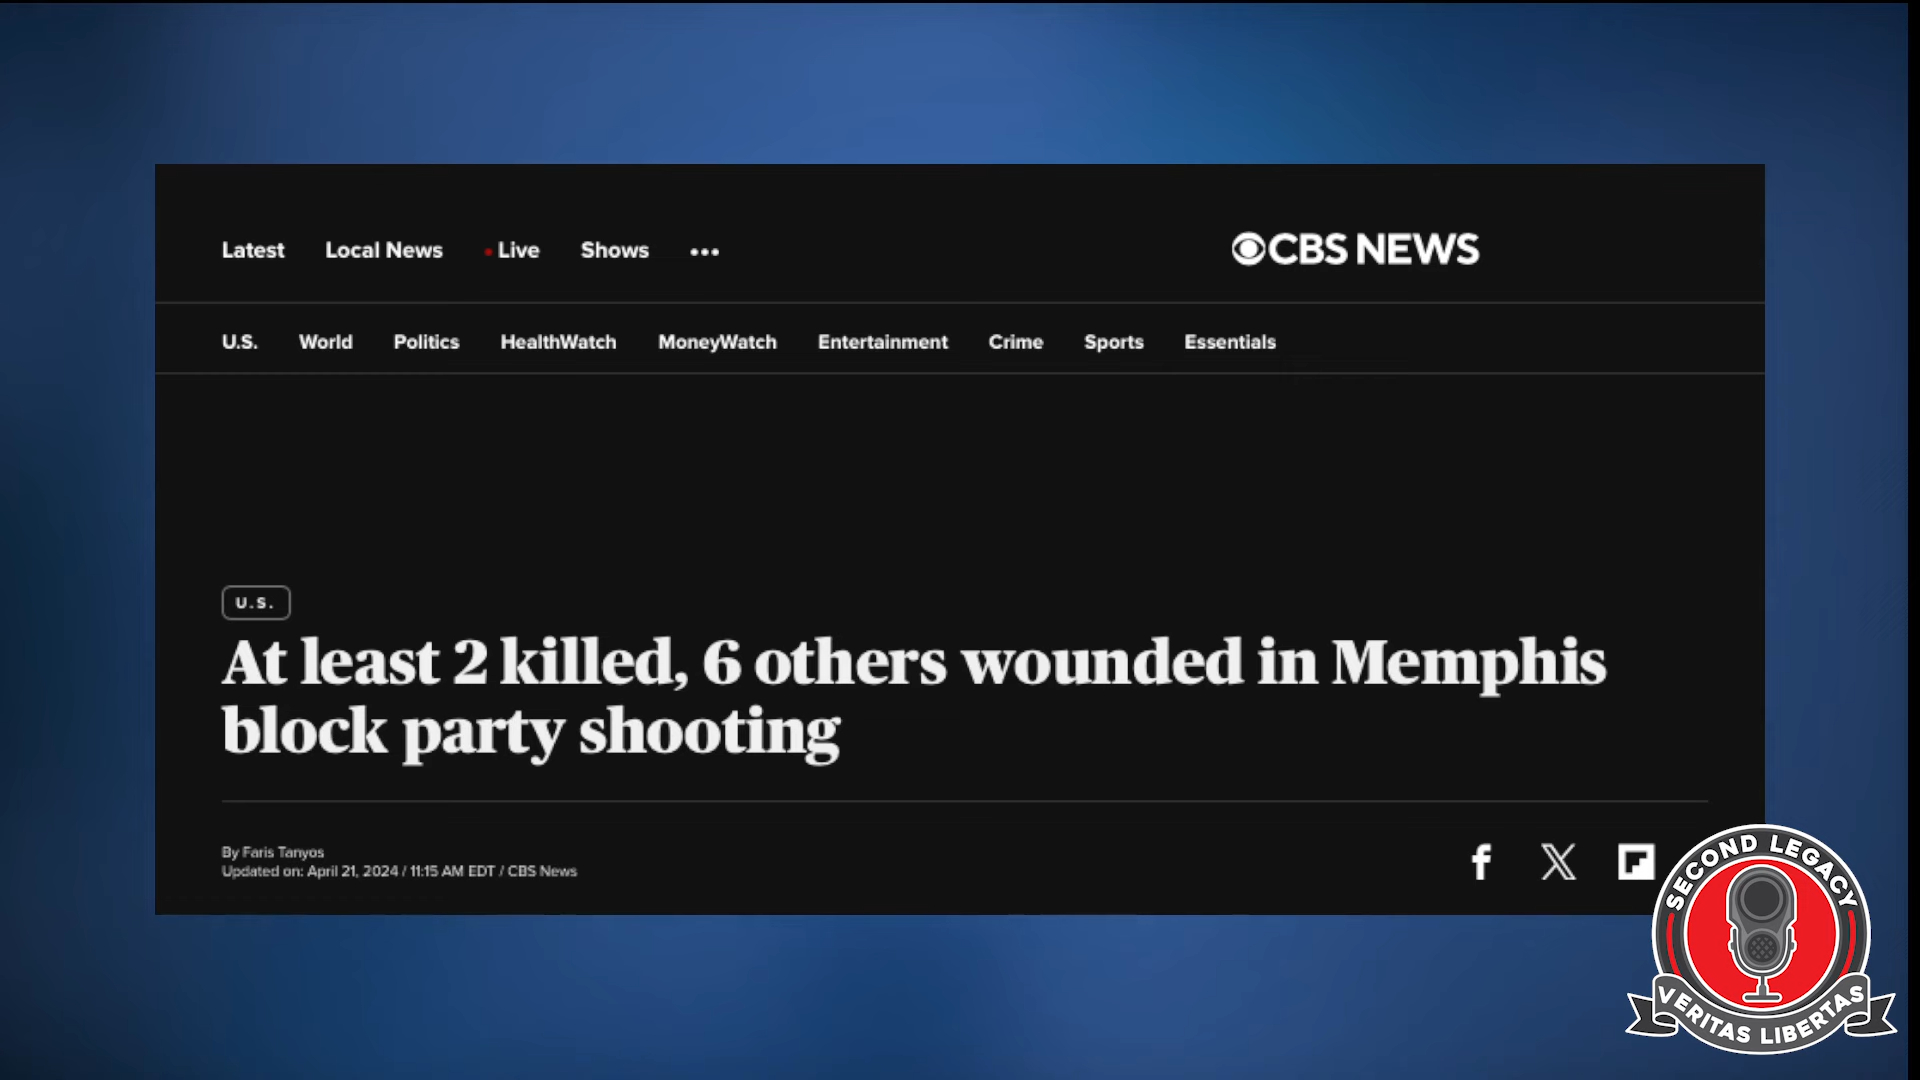 Latest Local News Live Shows
CBS NEWS
U.S. World Politics HealthWatch MoneyWatch Entertainment Crime Sports Essentials
U.S.
At least 2 killed, 6 others wounded in Memphis
block party shooting
By Faris Tanyos
Updated on: April 21, 2024 / 11:15 AM EDT / CBS News
SECOND LEGACY
VERITAS LIBERTAS